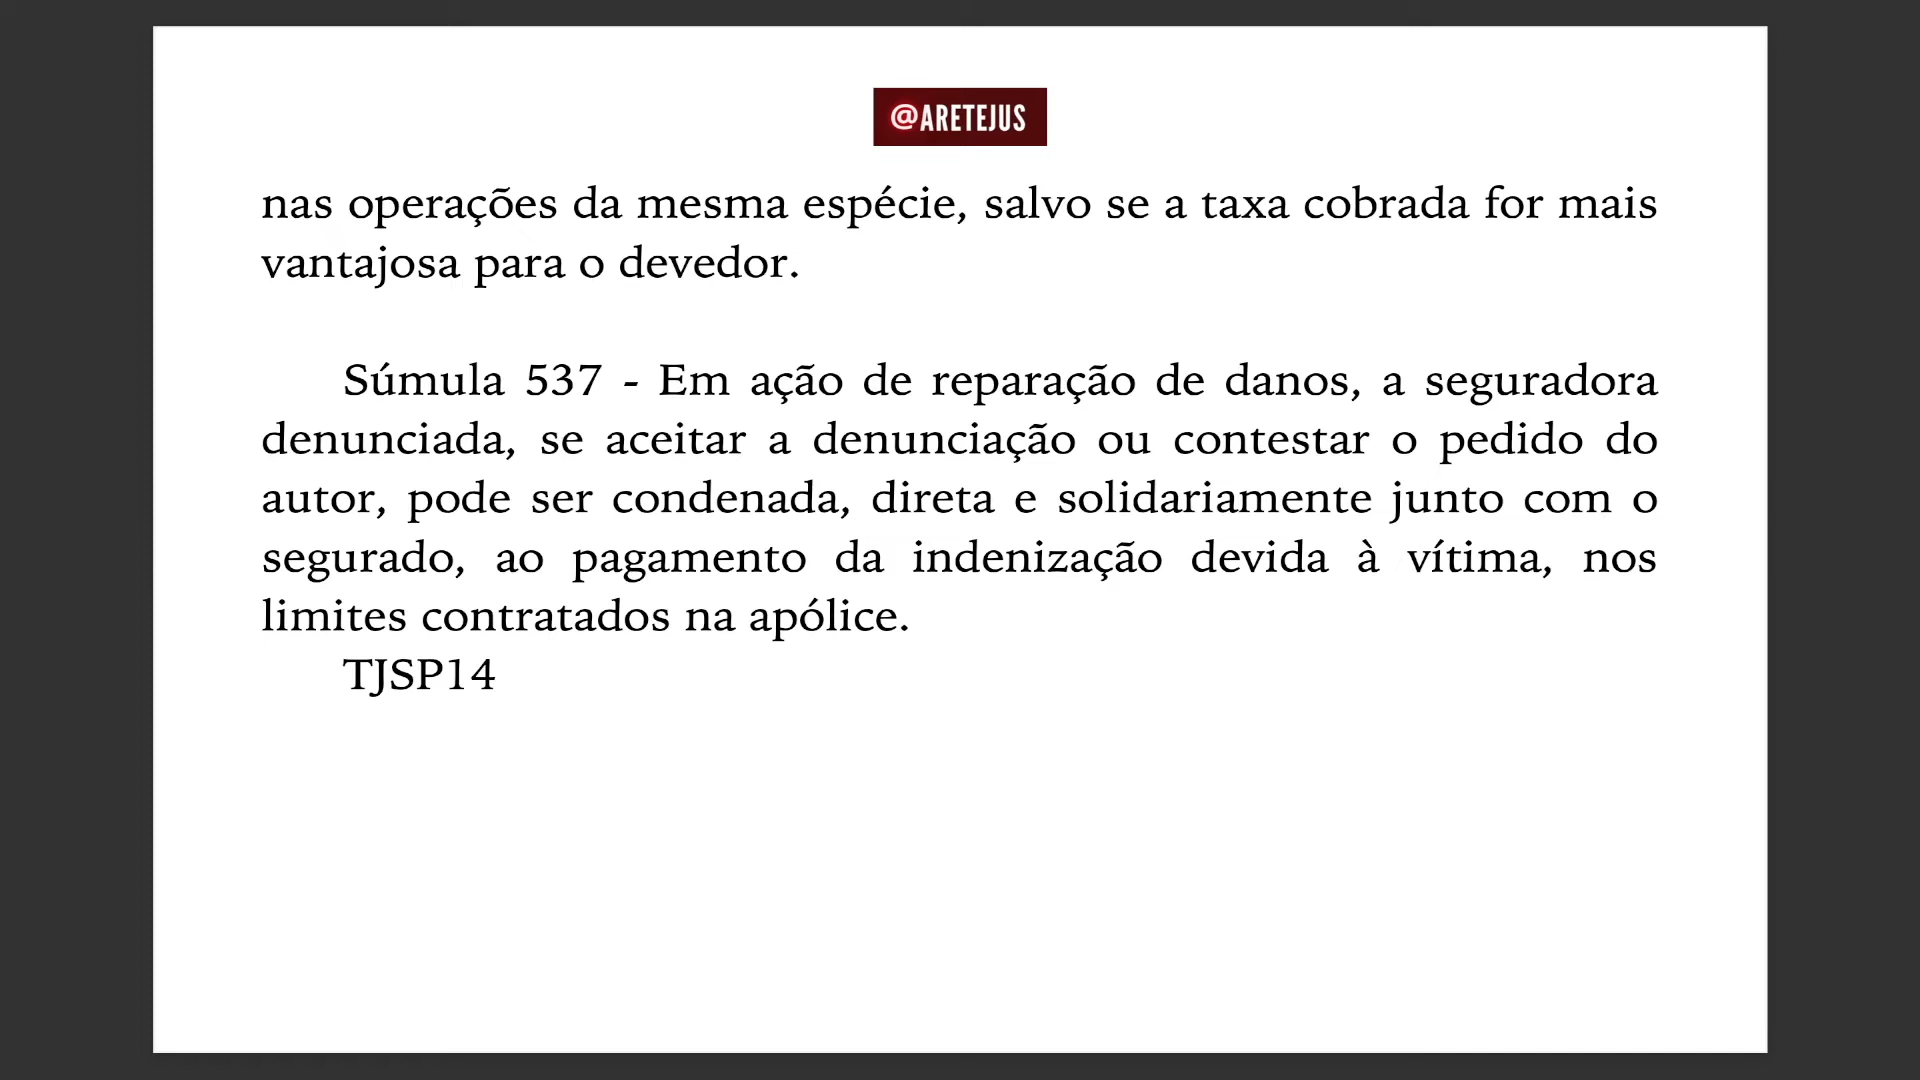 @ARETEJUS
nas operações da mesma espécie, salvo se a taxa cobrada for mais
vantajosa para o devedor.
Súmula 537 - Em ação de reparação de danos, a seguradora
denunciada, se aceitar a denunciação ou contestar o pedido do
autor, pode ser condenada, direta e solidariamente junto com o
segurado, ao pagamento da indenização devida à vítima, nos
limites contratados na apólice.
TJSP14